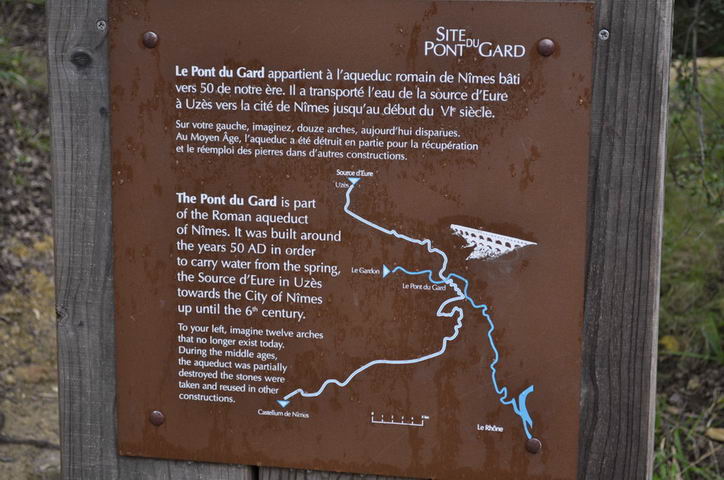 SITE
DU
PONT GARD
Le Pont du Gard appartient à l'aqueduc romain de Nîmes bâti
vers 50 de notre ère. Il a transporté l'eau de la source d'Eure
à Uzès vers la cité de Nîmes jusqu'au début du VIe siècle.
Sur votre gauche, imaginez, douze arches, aujourd'hui disparues.
Au Moyen Âge, l'aqueduc a été détruit en partie pour la récupération
et le réemploi des pierres dans d'autres constructions.
The Pont du Gard is part
of the Roman aqueduct
of Nîmes. It was built around
the years 50 AD in order
to carry water from the spring,
the Source d'Eure in Uzès
towards the City of Nîmes
up until the 6th century.
To your left, imagine twelve arches
that no longer exist today.
During the middle ages,
the aqueduct was partially
destroyed the stones were
taken and reused in other
constructions.
Source d'Eure
Uzès
Le Gardon
Le Pont du Gard
Castellum de Nîmes
Le Rhône